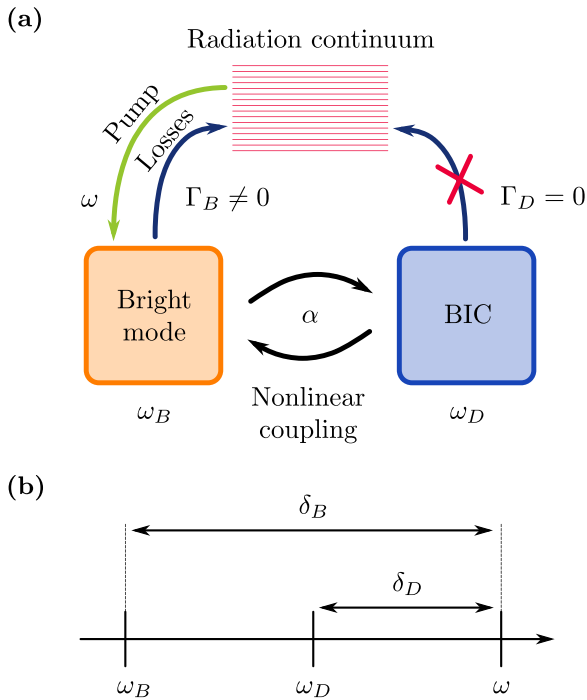 (a)
Radiation continuum
Pump
Losses
ω
Γ_B ≠ 0
Γ_D = 0
Bright
mode
α
BIC
ω_B
Nonlinear
coupling
ω_D
(b)
δ_B
δ_D
ω_B
ω_D
ω